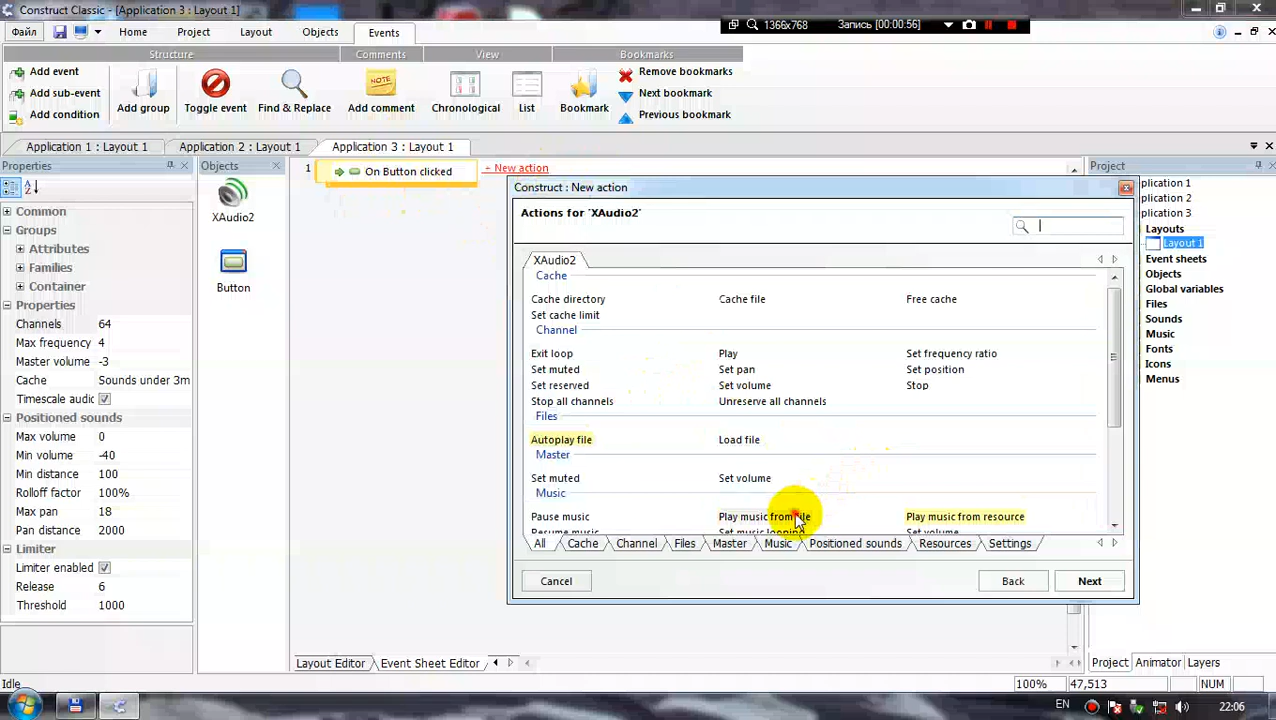 Construct Classic - [Application 3 : Layout 1]
1366x768
Запись [00:00:56]
Файл
Home
Project
Layout
Objects
Events
Structure
Comments
View
Bookmarks
Add event
Add sub-event
Add condition
Add group
Toggle event
Find & Replace
NOTE
Add comment
Chronological
List
Bookmark
Remove bookmarks
Next bookmark
Previous bookmark
Application 1 : Layout 1
Application 2 : Layout 1
Application 3 : Layout 1
Properties
Common
Groups
Attributes
Families
Container
Properties
Channels 64
Max frequency 4
Master volume -3
Cache Sounds under 3m
Timescale audic
Positioned sounds
Max volume 0
Min volume -40
Min distance 100
Rolloff factor 100%
Max pan 18
Pan distance 2000
Limiter
Limiter enabled
Release 6
Threshold 1000
Objects
XAudio2
Button
1
On Button clicked
+ New action
Construct : New action
Actions for 'XAudio2'
XAudio2
Cache
Cache directory
Cache file
Free cache
Set cache limit
Channel
Exit loop
Play
Set frequency ratio
Set muted
Set pan
Set position
Set reserved
Set volume
Stop
Stop all channels
Unreserve all channels
Files
Autoplay file
Load file
Master
Set muted
Set volume
Music
Pause music
Play music from file
Play music from resource
Resume music
Set music looping
Set volume
All
Cache
Channel
Files
Master
Music
Positioned sounds
Resources
Settings
Cancel
Back
Next
Project
plication 1
plication 2
plication 3
Layouts
Layout 1
Event sheets
Objects
Global variables
Files
Sounds
Music
Fonts
Icons
Menus
Layout Editor
Event Sheet Editor
Project
Animator
Layers
Idle
100%
47,513
NUM
EN
22:06